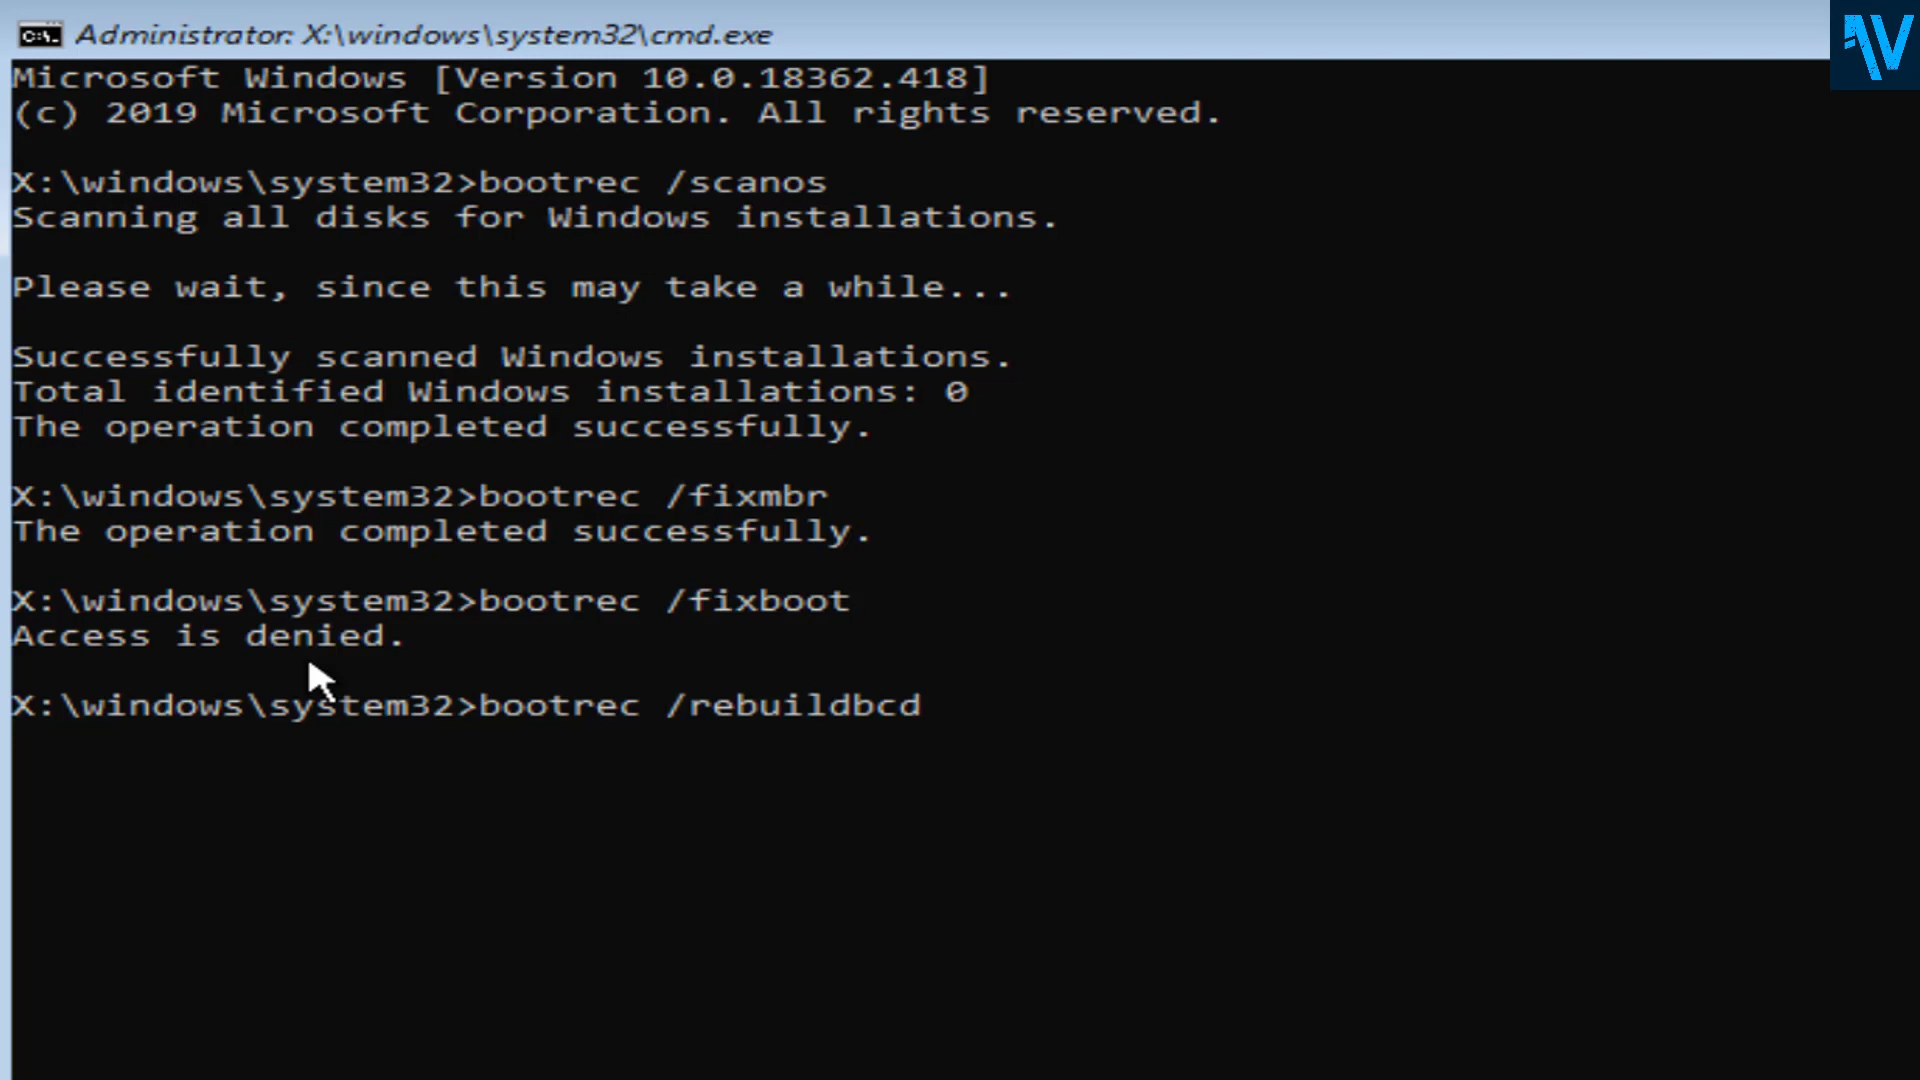 Administrator: X:\windows\system32\cmd.exe
Microsoft Windows [Version 10.0.18362.418]
(c) 2019 Microsoft Corporation. All rights reserved.
X:\windows\system32>bootrec /scanos
Scanning all disks for Windows installations.
Please wait, since this may take a while...
Successfully scanned Windows installations.
Total identified Windows installations: 0
The operation completed successfully.
X:\windows\system32>bootrec /fixmbr
The operation completed successfully.
X:\windows\system32>bootrec /fixboot
Access is denied.
X:\windows\system32>bootrec /rebuildbcd